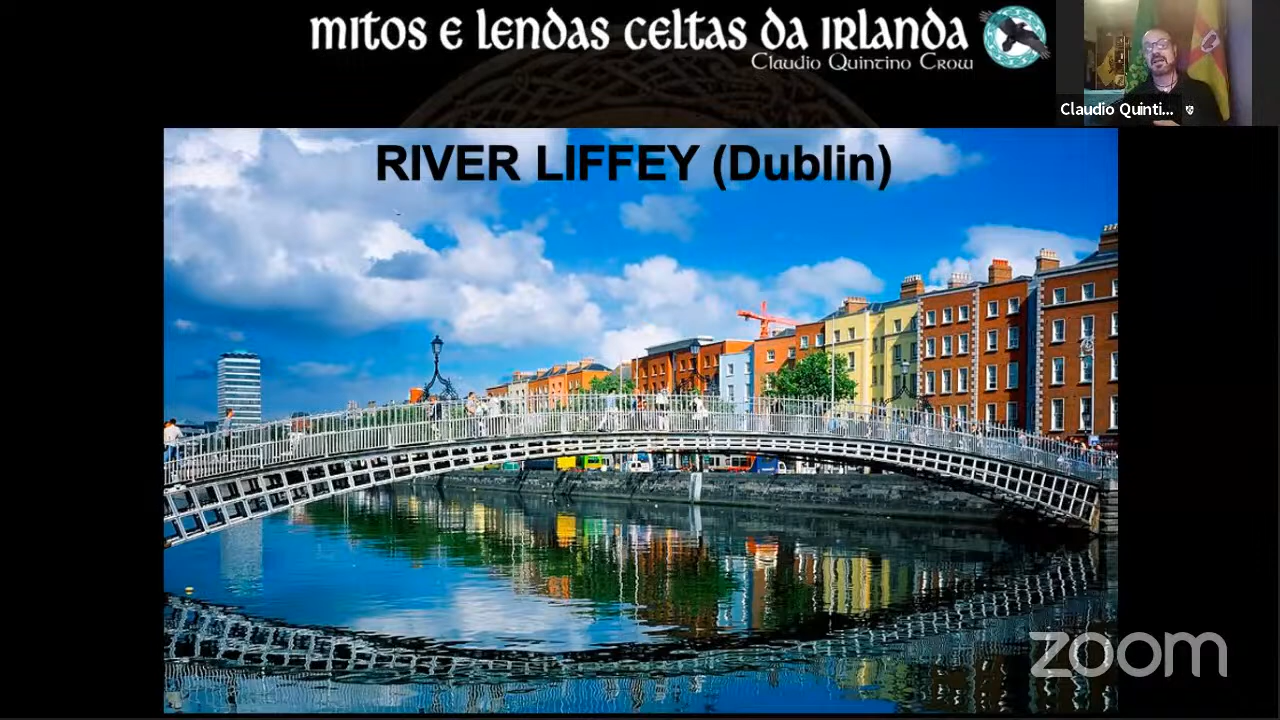 mitos e lendas celtas da irlanda
Claudio Quintino Crow
Claudio Quinti...
RIVER LIFFEY (Dublin)
zoom